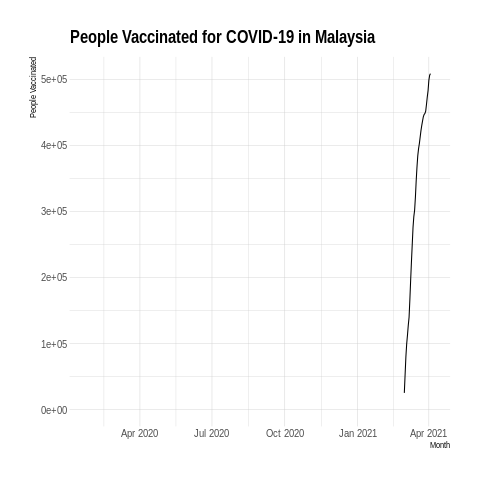 People Vaccinated for COVID-19 in Malaysia
People Vaccinated
5e+05
4e+05
3e+05
2e+05
1e+05
0e+00
Apr 2020 Jul 2020 Oct 2020 Jan 2021 Apr 2021
Month